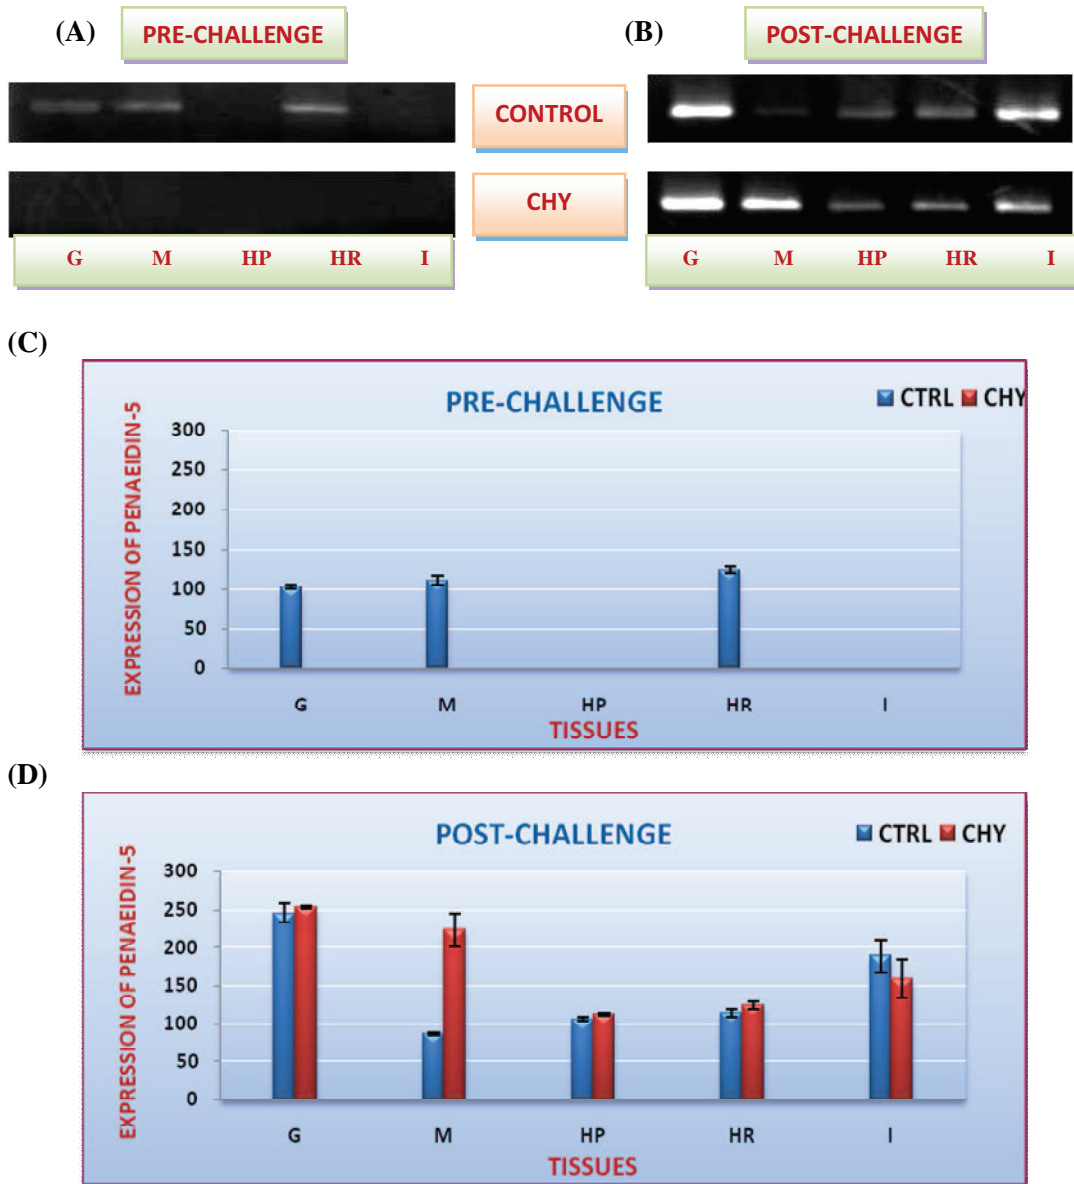 (A) PRE-CHALLENGE (B) POST-CHALLENGE
CONTROL
CHY
G M HP HR I G M HP HR I
(C)
PRE-CHALLENGE CTRL CHY
EXPRESSION OF PENAEIDIN-5
300
250
200
150
100
50
0
G M HP HR I
TISSUES
(D)
POST-CHALLENGE CTRL CHY
EXPRESSION OF PENAEIDIN-5
300
250
200
150
100
50
0
G M HP HR I
TISSUES